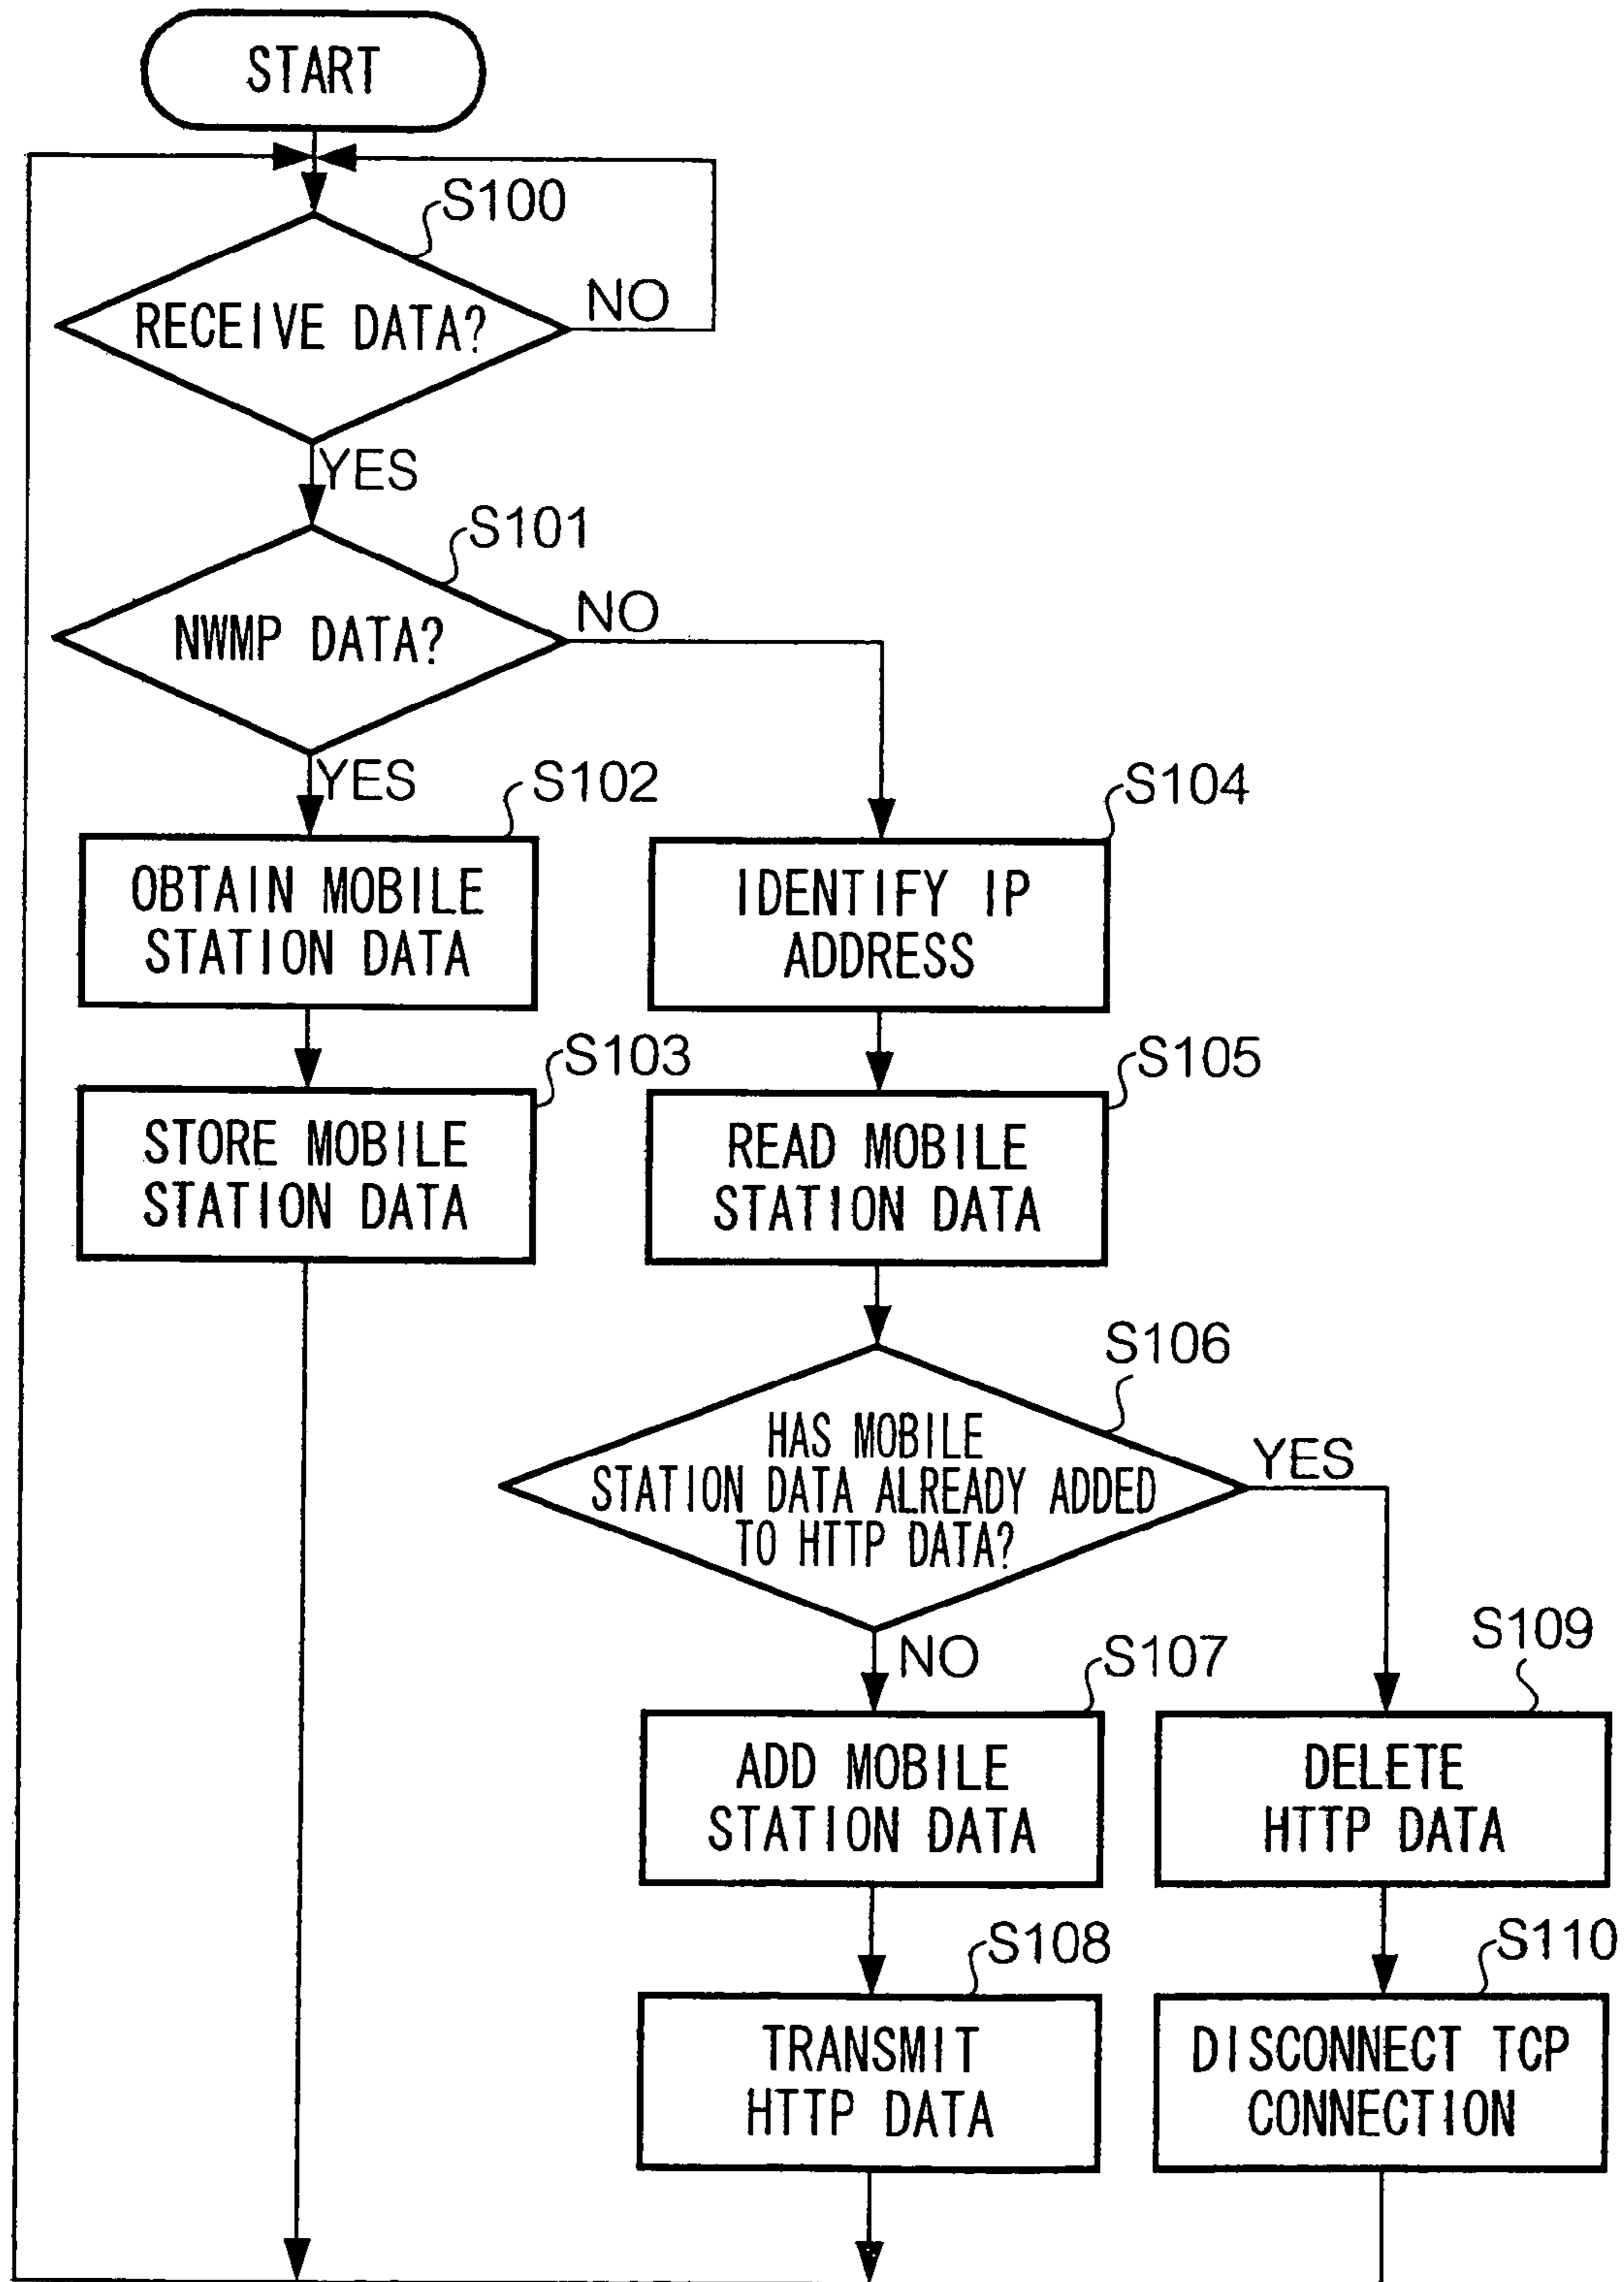 START
S100
RECEIVE DATA?
NO
YES
S101
NWMP DATA?
NO
YES
S102
OBTAIN MOBILE
STATION DATA
S104
IDENTIFY IP
ADDRESS
S103
STORE MOBILE
STATION DATA
S105
READ MOBILE
STATION DATA
S106
HAS MOBILE
STATION DATA ALREADY ADDED
TO HTTP DATA?
YES
NO
S107
ADD MOBILE
STATION DATA
S109
DELETE
HTTP DATA
S108
TRANSMIT
HTTP DATA
S110
DISCONNECT TCP
CONNECTION